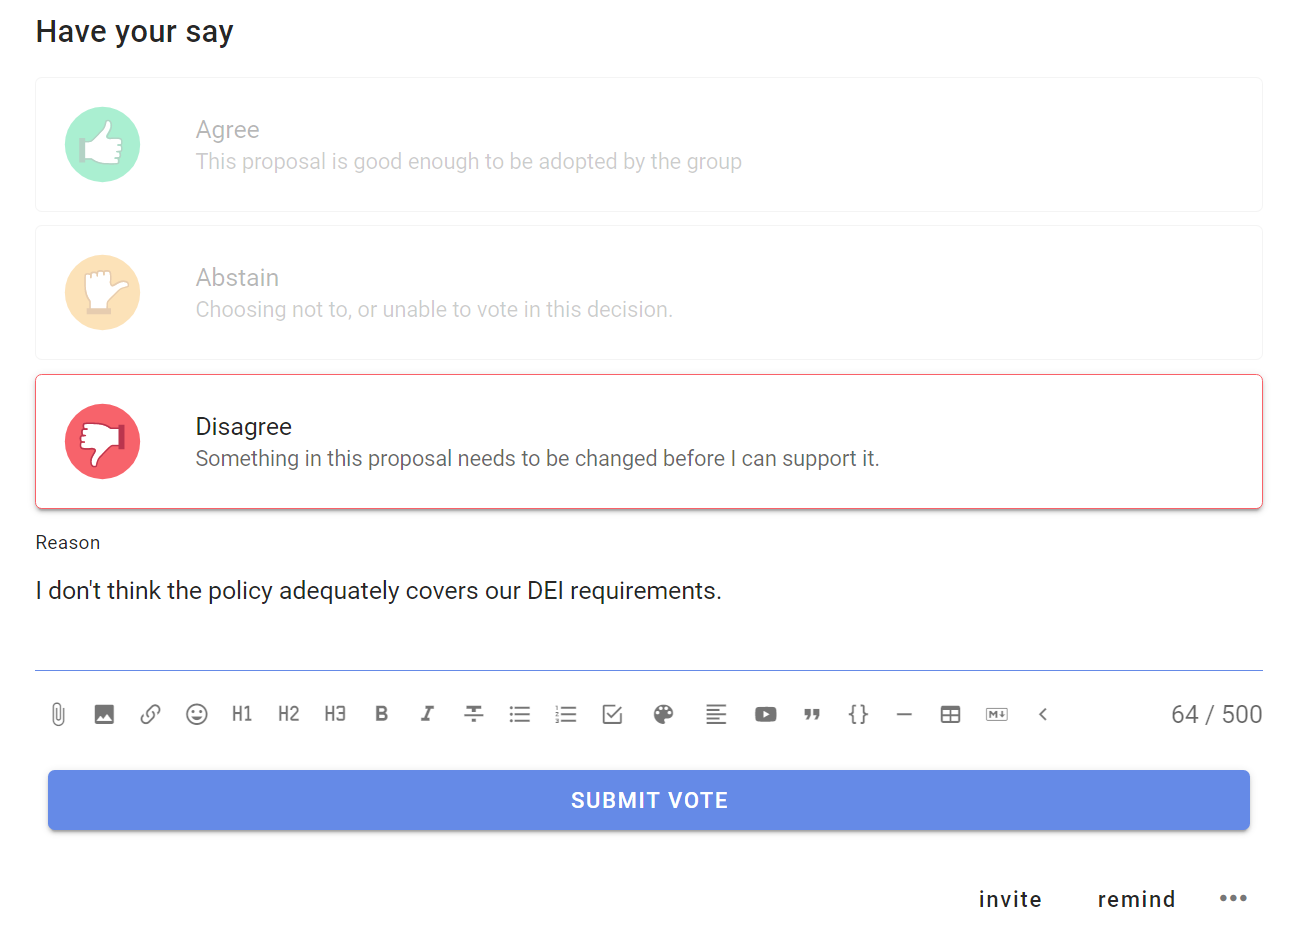 Have your say
Agree
This proposal is good enough to be adopted by the group
Abstain
Choosing not to, or unable to vote in this decision.
Disagree
Something in this proposal needs to be changed before I can support it.
Reason
I don't think the policy adequately covers our DEI requirements.
H1 H2 H3 B I 64 / 500
SUBMIT VOTE
invite remind